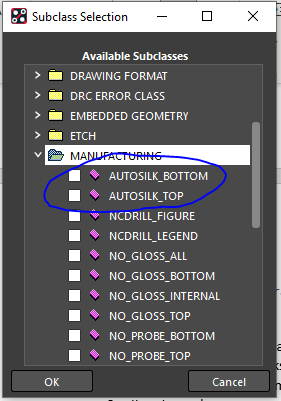 Subclass Selection
Available Subclasses
DRAWING FORMAT
DRC ERROR CLASS
EMBEDDED GEOMETRY
ETCH
MANUFACTURING
AUTOSILK_BOTTOM
AUTOSILK_TOP
NCDRILL_FIGURE
NCDRILL_LEGEND
NO_GLOSS_ALL
NO_GLOSS_BOTTOM
NO_GLOSS_INTERNAL
NO_GLOSS_TOP
NO_PROBE_BOTTOM
NO_PROBE_TOP
OK
Cancel